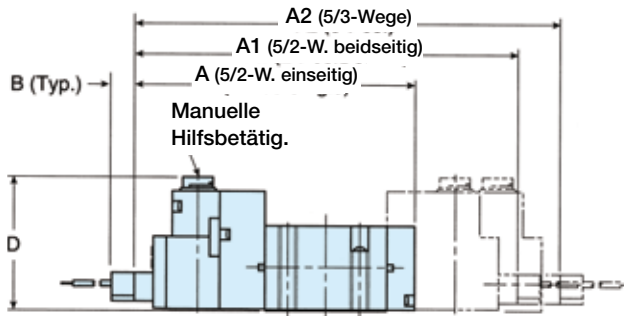 A2 (5/3-Wege)
A1 (5/2-W. beidseitig)
A (5/2-W. einseitig)
B (Typ.)
Manuelle
Hilfsbetätig.
D